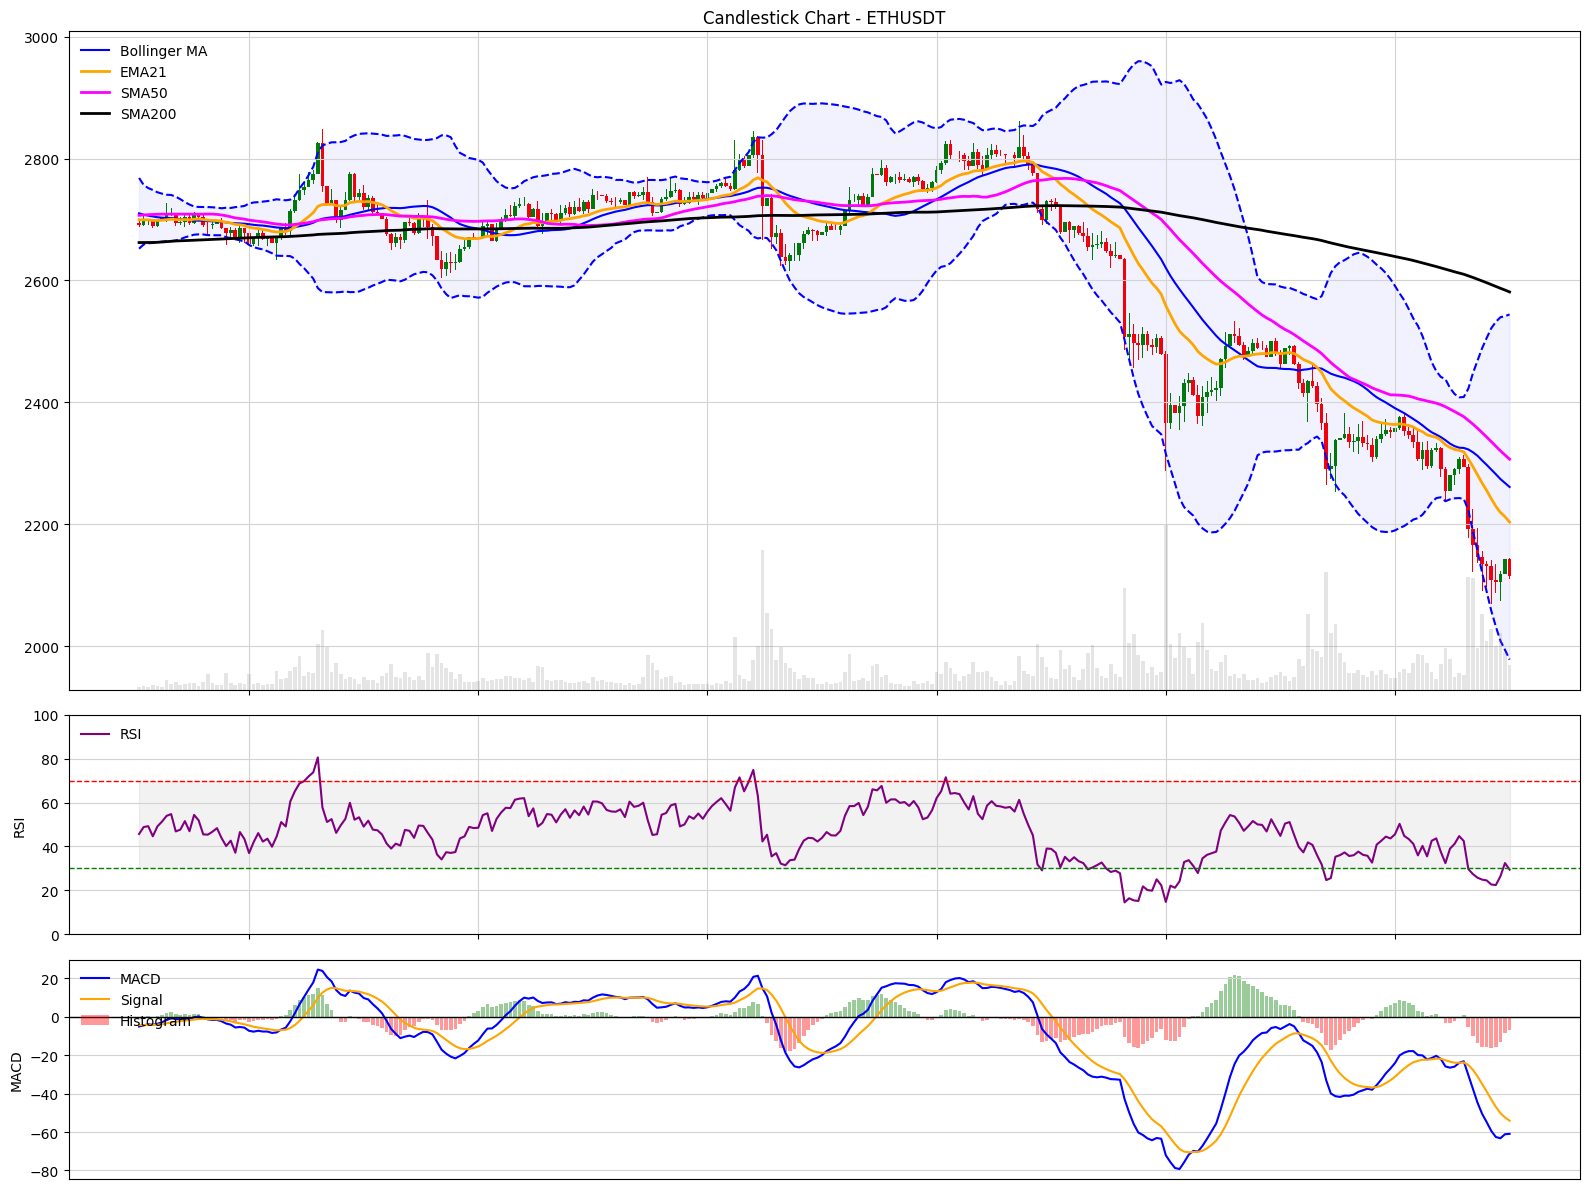 Candlestick Chart - ETHUSDT
3000
2800
2600
2400
2200
2000
Bollinger MA
EMA21
SMA50
SMA200
100
80
60
40
20
0
RSI
RSI
20
0
−20
−40
−60
−80
MACD
MACD
Signal
Histogram